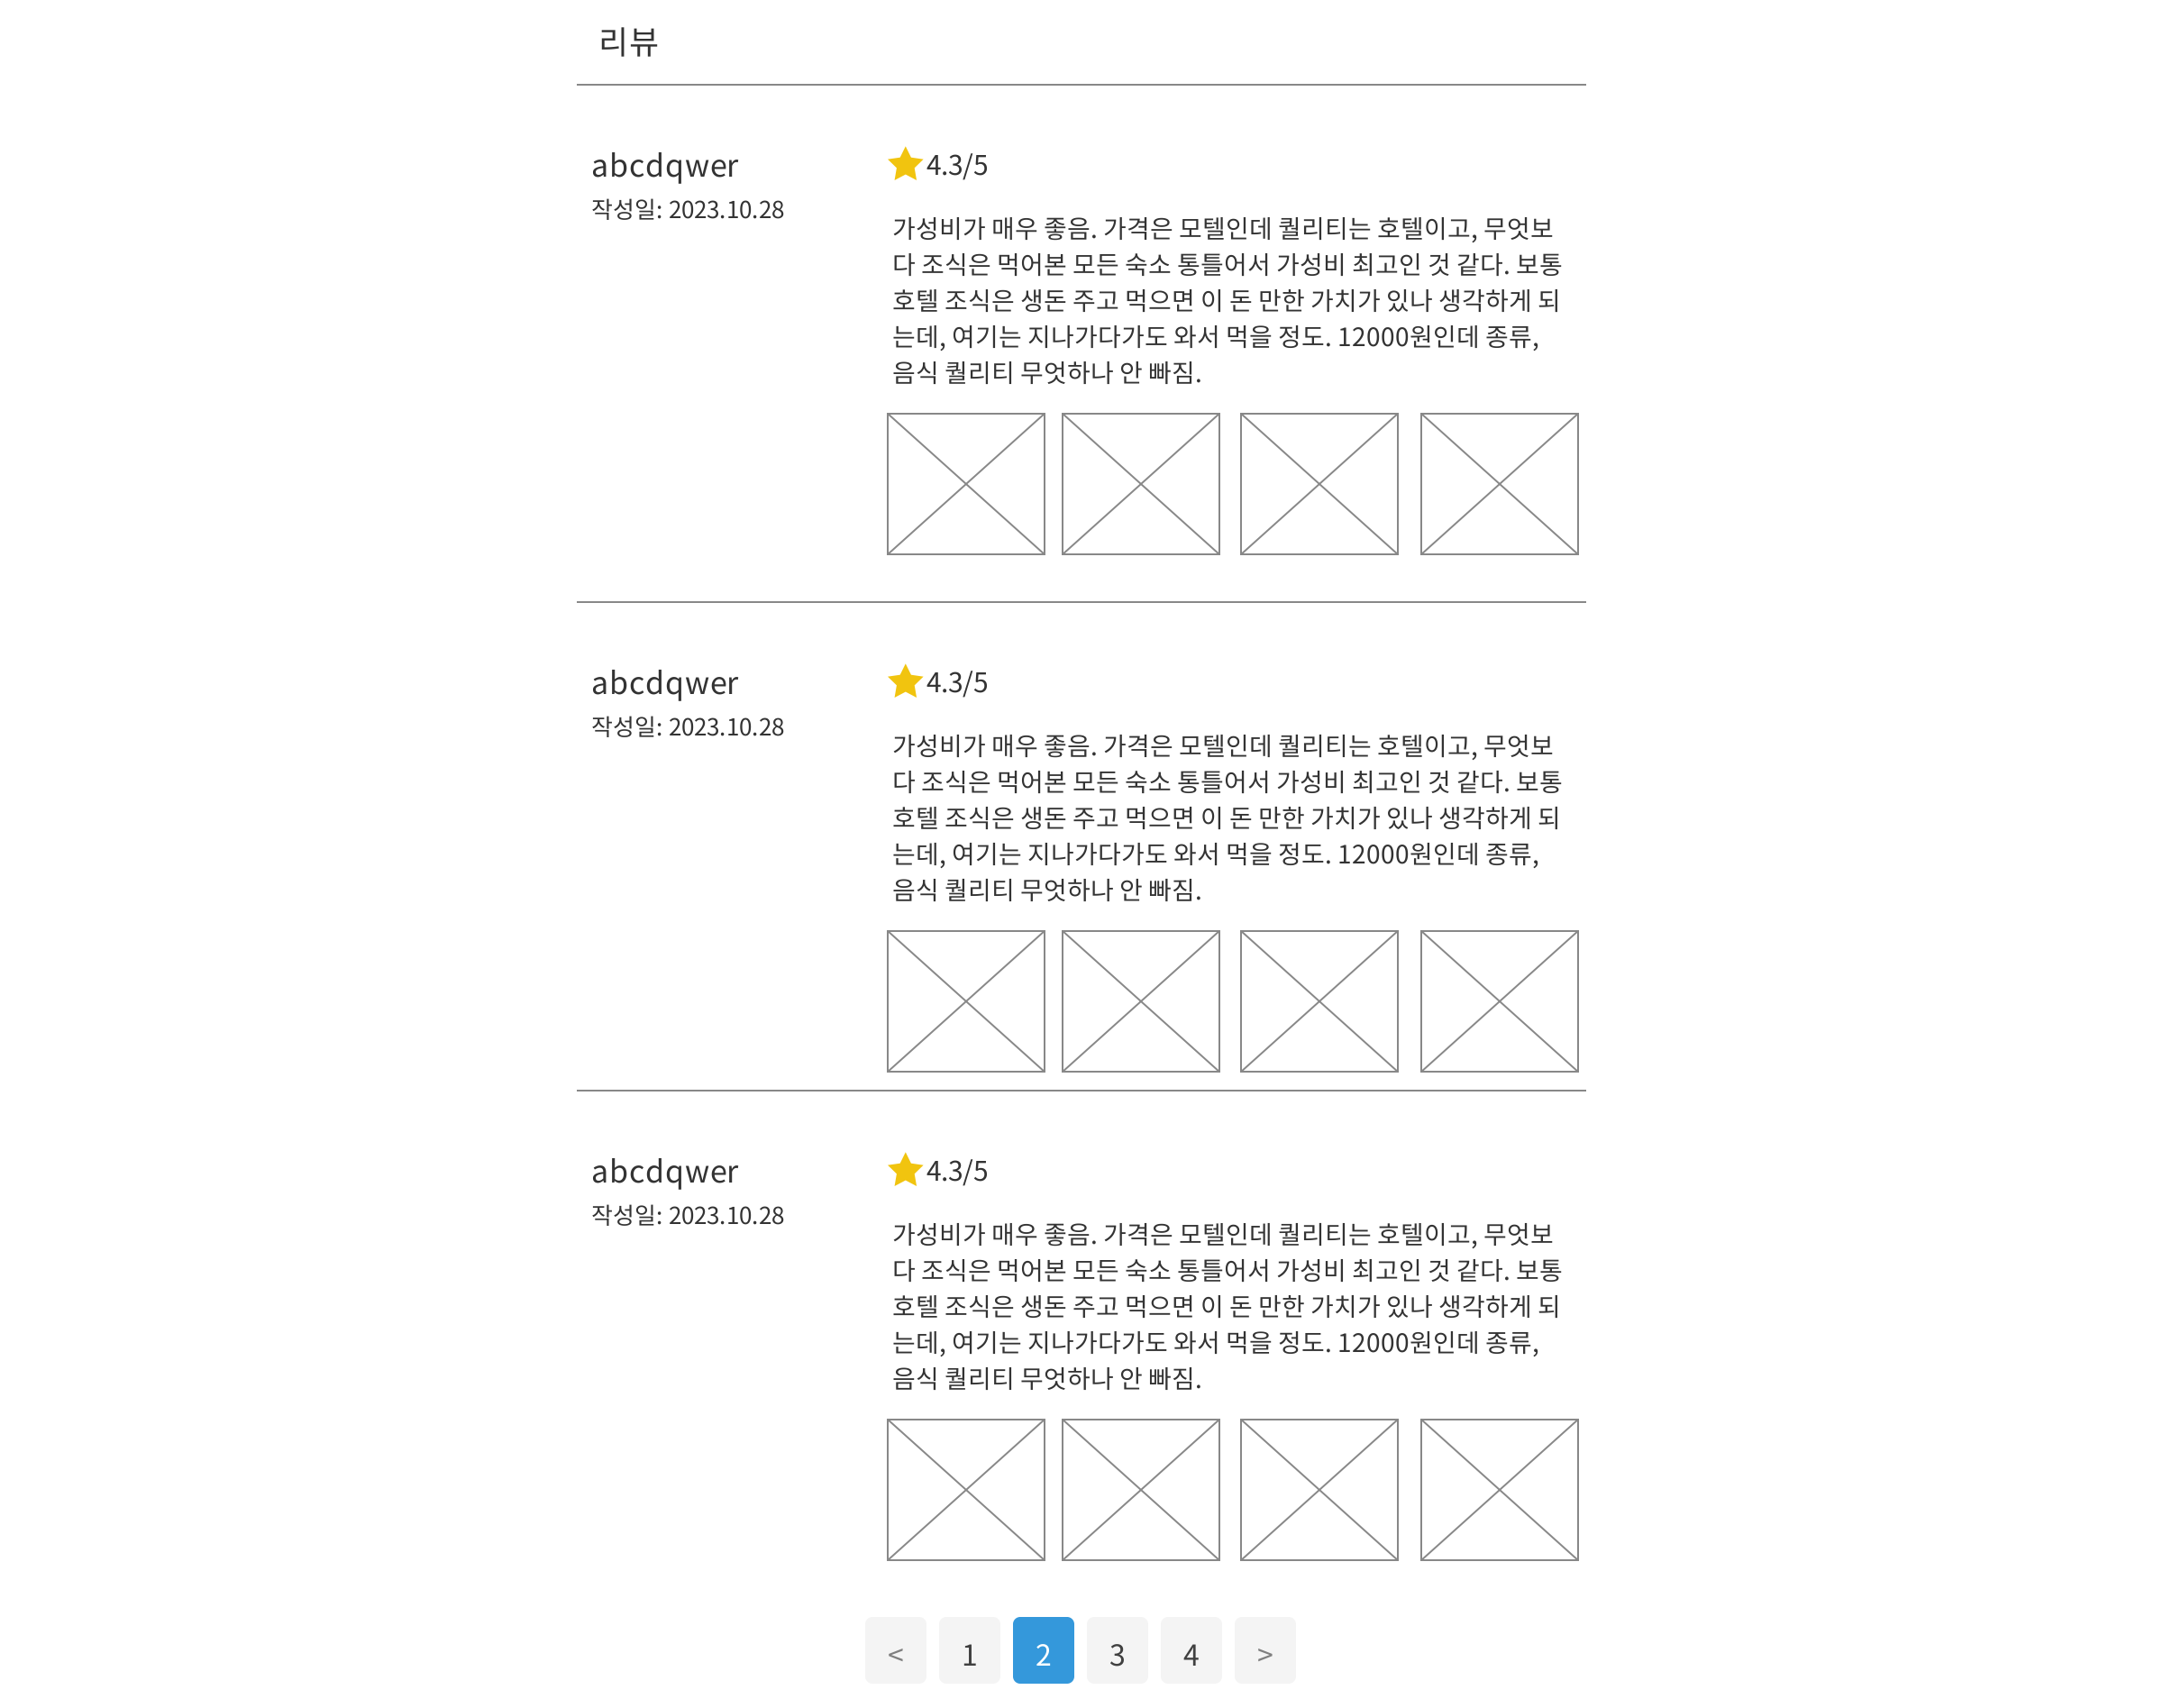 리뷰
abcdqwer
작성일: 2023.10.28
4.3/5
가성비가 매우 좋음. 가격은 모텔인데 퀄리티는 호텔이고, 무엇보
다 조식은 먹어본 모든 숙소 통틀어서 가성비 최고인 것 같다. 보통
호텔 조식은 생돈 주고 먹으면 이 돈 만한 가치가 있나 생각하게 되
는데, 여기는 지나가다가도 와서 먹을 정도. 12000원인데 종류,
음식 퀄리티 무엇하나 안 빠짐.
abcdqwer
작성일: 2023.10.28
4.3/5
가성비가 매우 좋음. 가격은 모텔인데 퀄리티는 호텔이고, 무엇보
다 조식은 먹어본 모든 숙소 통틀어서 가성비 최고인 것 같다. 보통
호텔 조식은 생돈 주고 먹으면 이 돈 만한 가치가 있나 생각하게 되
는데, 여기는 지나가다가도 와서 먹을 정도. 12000원인데 종류,
음식 퀄리티 무엇하나 안 빠짐.
abcdqwer
작성일: 2023.10.28
4.3/5
가성비가 매우 좋음. 가격은 모텔인데 퀄리티는 호텔이고, 무엇보
다 조식은 먹어본 모든 숙소 통틀어서 가성비 최고인 것 같다. 보통
호텔 조식은 생돈 주고 먹으면 이 돈 만한 가치가 있나 생각하게 되
는데, 여기는 지나가다가도 와서 먹을 정도. 12000원인데 종류,
음식 퀄리티 무엇하나 안 빠짐.
< 1 2 3 4 >